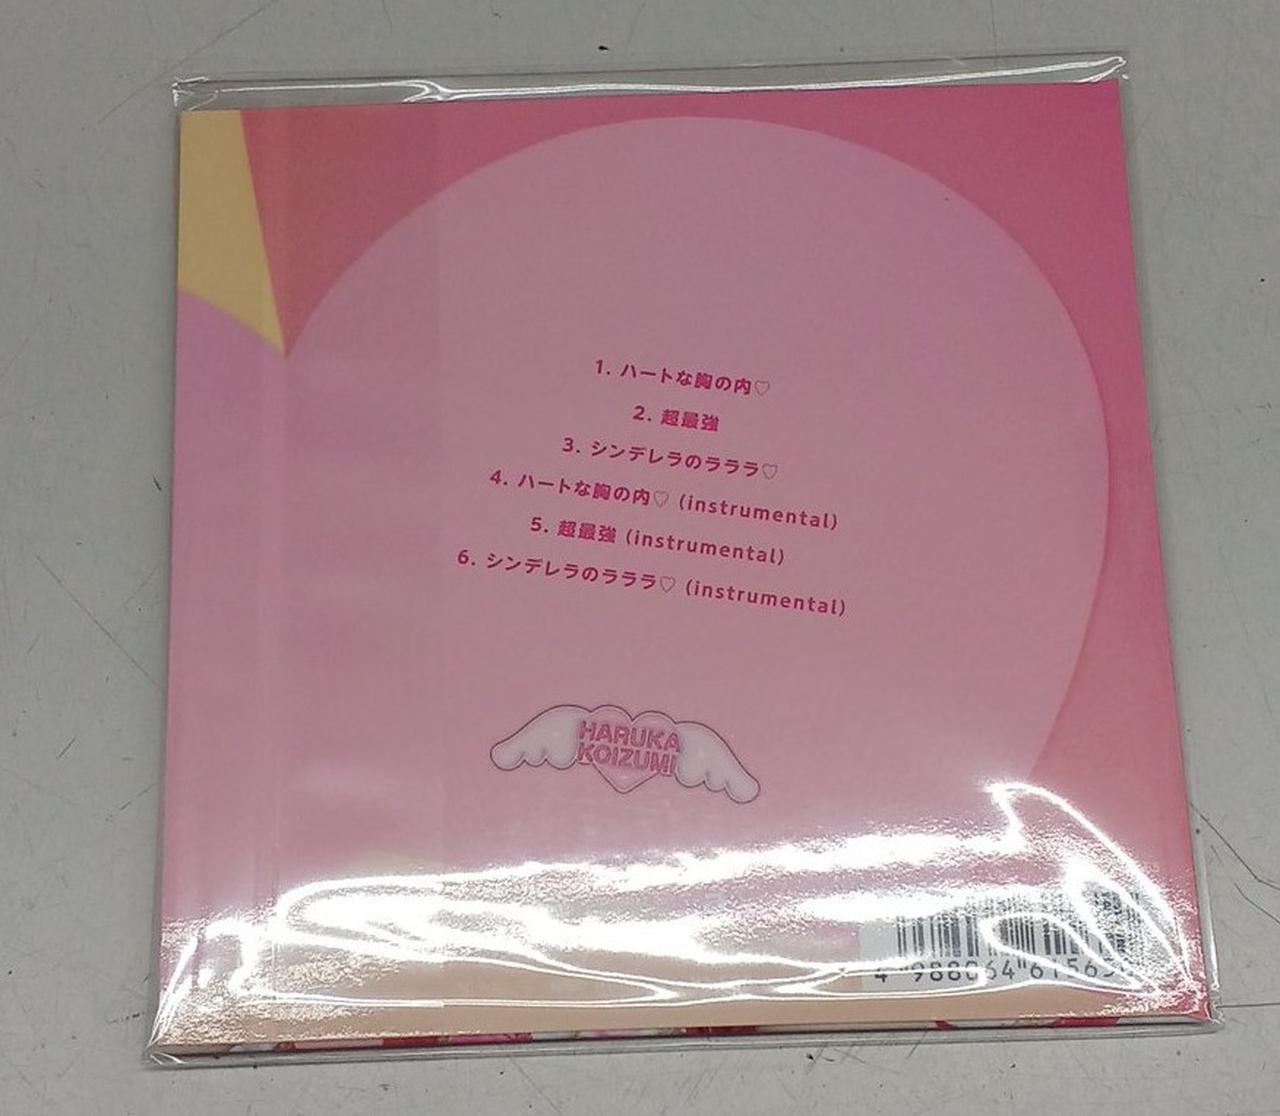 1. ハートな胸の内♡
2. 超最強
3. シンデレラのラララ♡
4. ハートな胸の内♡ (instrumental)
5. 超最強 (instrumental)
6. シンデレラのラララ♡ (instrumental)
HARUKA
KOIZUMI